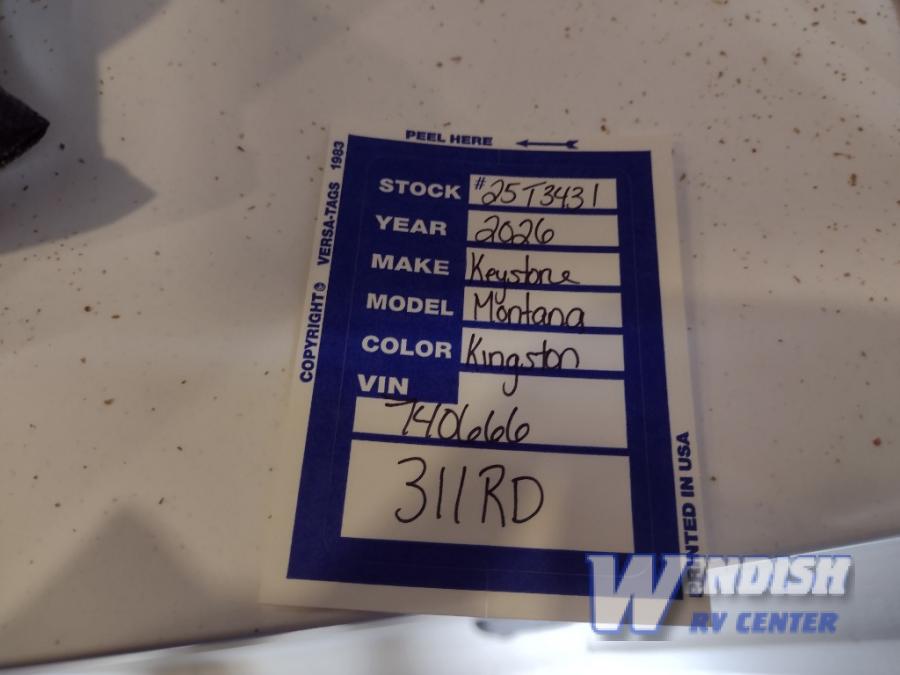 PEEL HERE
COPYRIGHT © VERSA-TAGS 1983
STOCK #25T3431
YEAR 2026
MAKE Keystone
MODEL Montana
COLOR Kingston
VIN
740666
311RD
PRINTED IN USA
WINDISH
RV CENTER